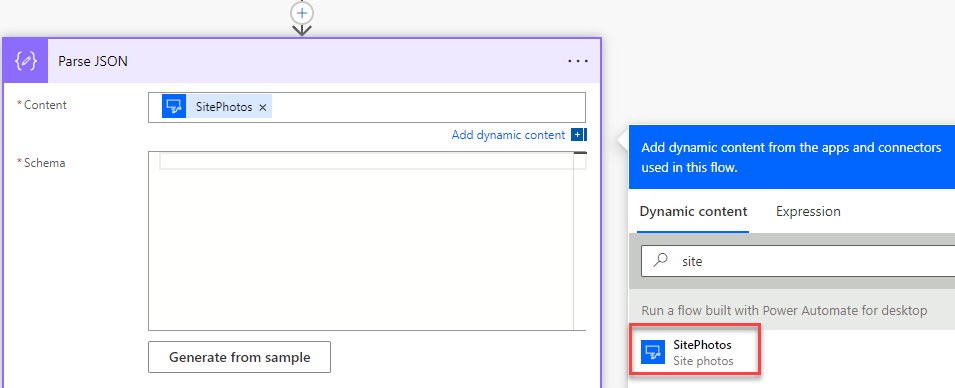 Parse JSON
* Content
SitePhotos ×
Add dynamic content
* Schema
Generate from sample
Add dynamic content from the apps and connectors
used in this flow.
Dynamic content Expression
site
Run a flow built with Power Automate for desktop
SitePhotos
Site photos